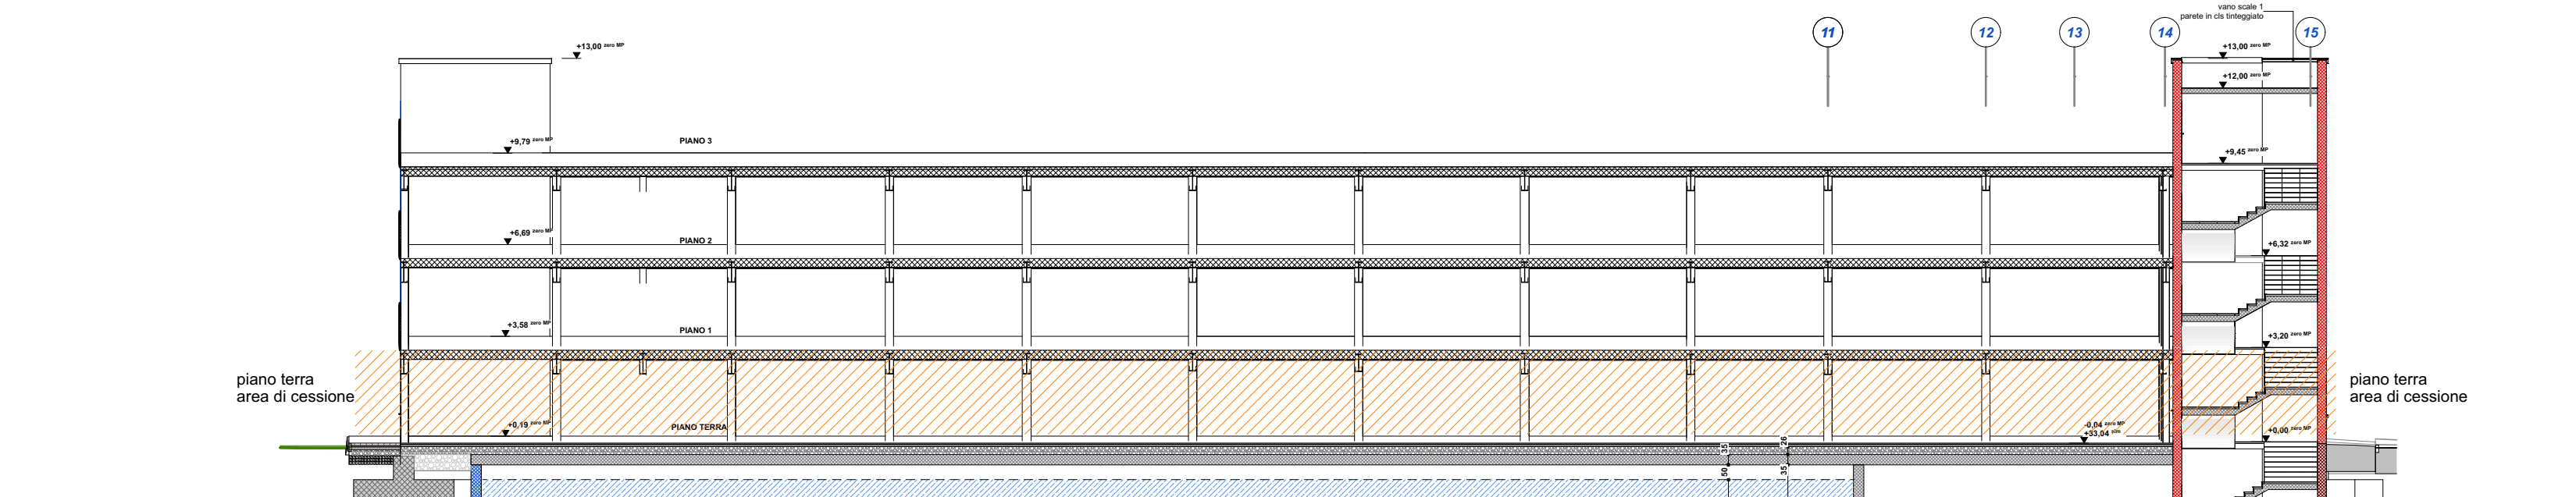 vano scale 1
parete in cls tinteggiato
11
12
13
14
15
+13,00 zero MP
+13,00 zero MP
+12,00 zero MP
+9,79 zero MP
PIANO 3
+9,45 zero MP
+6,69 zero MP
PIANO 2
+6,32 zero MP
+3,58 zero MP
PIANO 1
+3,20 zero MP
piano terra
area di cessione
piano terra
area di cessione
+0,19 zero MP
PIANO TERRA
-0,04 zero MP
+33,04 slm
+0,00 zero MP
35
26
50
35